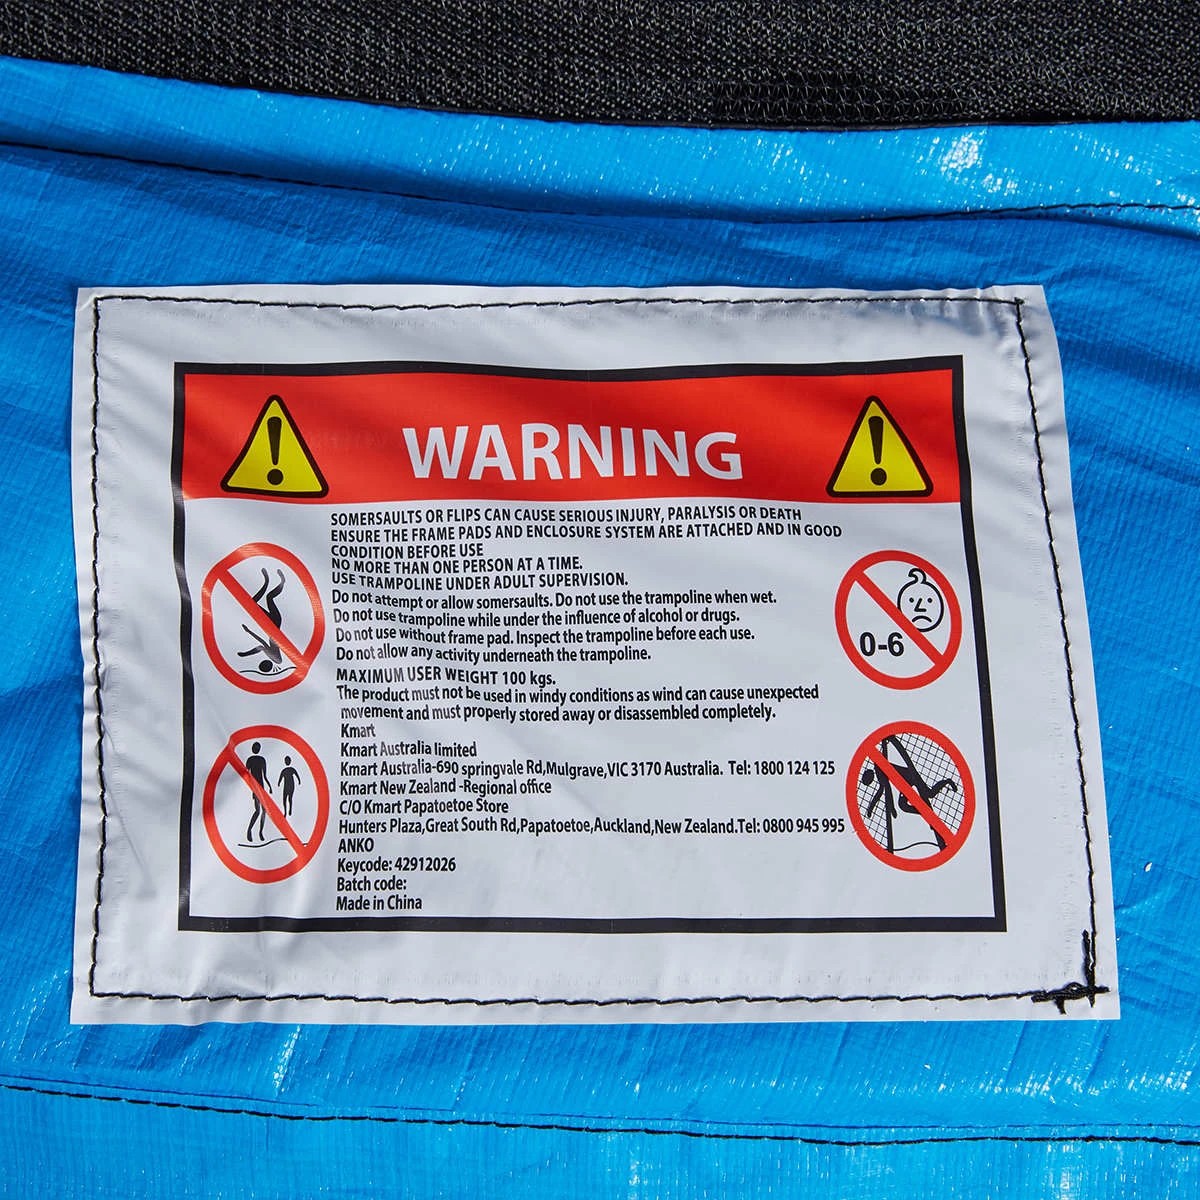 WARNING
SOMERSAULTS OR FLIPS CAN CAUSE SERIOUS INJURY, PARALYSIS OR DEATH
ENSURE THE FRAME PADS AND ENCLOSURE SYSTEM ARE ATTACHED AND IN GOOD
CONDITION BEFORE USE
NO MORE THAN ONE PERSON AT A TIME.
USE TRAMPOLINE UNDER ADULT SUPERVISION.
Do not attempt or allow somersaults. Do not use the trampoline when wet.
Do not use trampoline while under the influence of alcohol or drugs.
Do not use without frame pad. Inspect the trampoline before each use.
Do not allow any activity underneath the trampoline.
MAXIMUM USER WEIGHT 100 kgs.
The product must not be used in windy conditions as wind can cause unexpected
movement and must properly stored away or disassembled completely.
Kmart
Kmart Australia limited
Kmart Australia-690 springvale Rd,Mulgrave,VIC 3170 Australia. Tel: 1800 124 125
Kmart New Zealand -Regional office
C/O Kmart Papatoetoe Store
Hunters Plaza,Great South Rd,Papatoetoe,Auckland,New Zealand.Tel: 0800 945 995
ANKO
Keycode: 42912026
Batch code:
Made in China
0-6